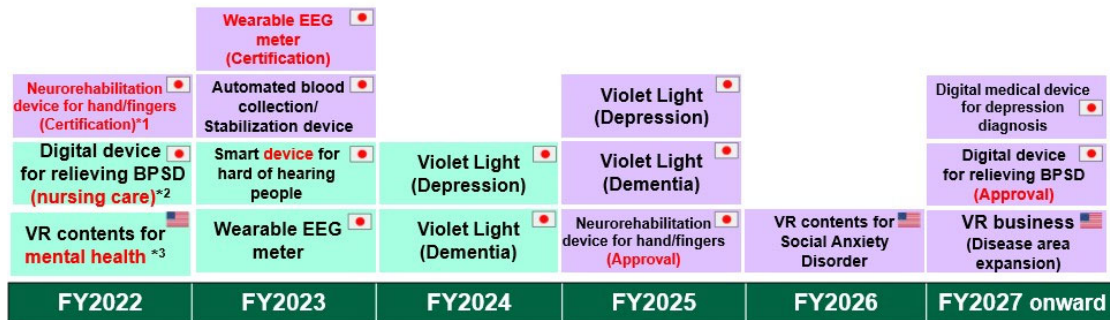 Neurorehabilitation
device for hand/fingers
(Certification)*1
Digital device
for relieving BPSD
(nursing care)*2
VR contents for
mental health *3
FY2022
Wearable EEG
meter
(Certification)
Automated blood
collection/
Stabilization device
Smart device for
hard of hearing
people
Wearable EEG
meter
FY2023
Violet Light
(Depression)
Violet Light
(Dementia)
FY2024
Violet Light
(Depression)
Violet Light
(Dementia)
Neurorehabilitation
device for hand/fingers
(Approval)
FY2025
VR contents for
Social Anxiety
Disorder
FY2026
Digital medical device
for depression
diagnosis
Digital device
for relieving BPSD
(Approval)
VR business
(Disease area
expansion)
FY2027 onward